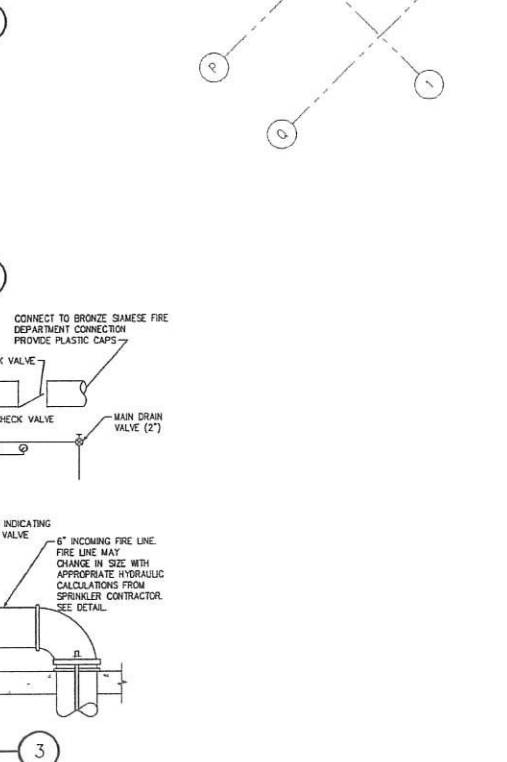 P
Q
1
CONNECT TO BRONZE SIAMESE FIRE
DEPARTMENT CONNECTION
PROVIDE PLASTIC CAPS
VALVE
VALVE
MAIN DRAIN
VALVE (2")
INDICATING
VALVE
6" INCOMING FIRE LINE.
FIRE LINE MAY
CHANGE IN SIZE WITH
APPROPRIATE HYDRAULIC
CALCULATIONS FROM
SPRINKLER CONTRACTOR.
SEE DETAIL.
3